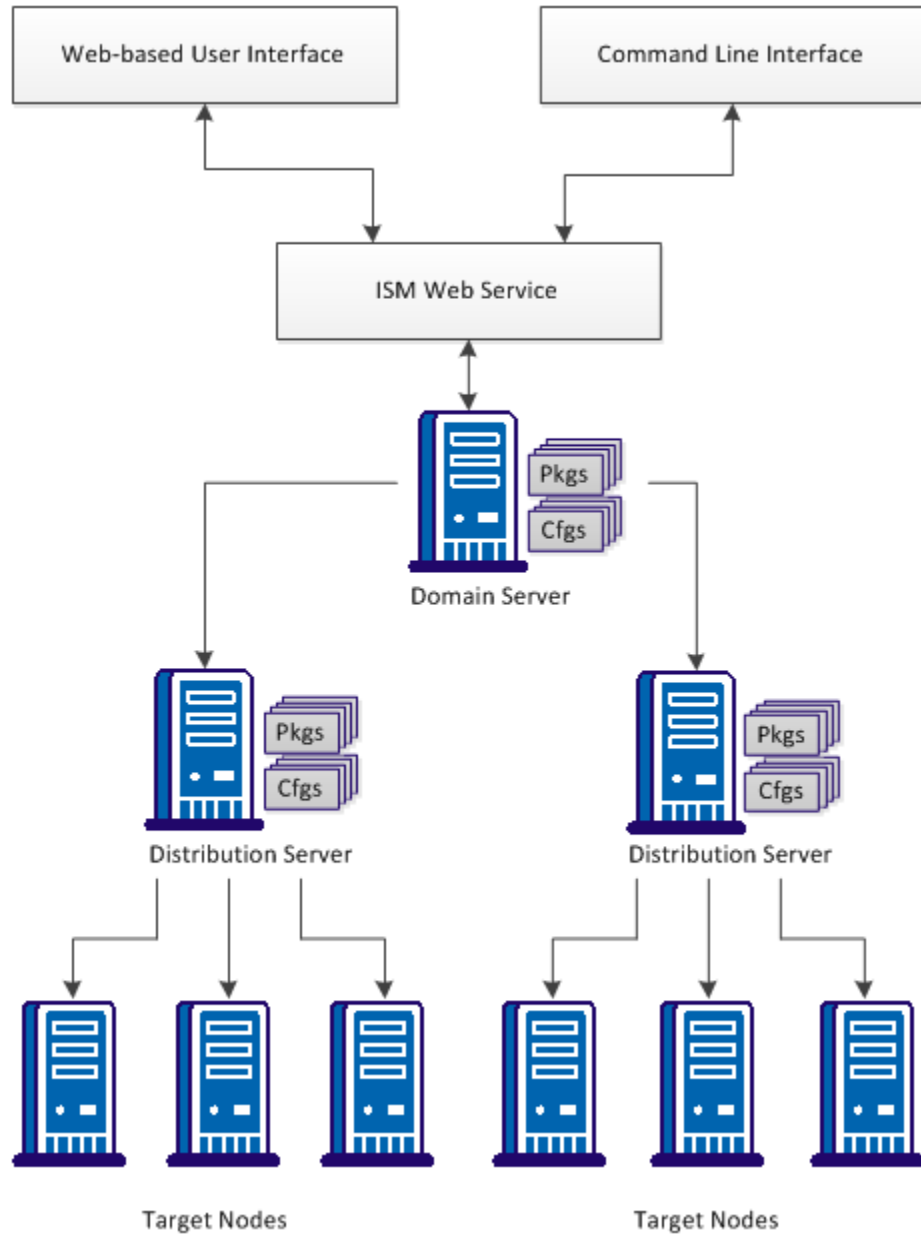 Web-based User Interface
Command Line Interface
ISM Web Service
Pkgs
Cfgs
Domain Server
Pkgs
Cfgs
Distribution Server
Pkgs
Cfgs
Distribution Server
Target Nodes
Target Nodes